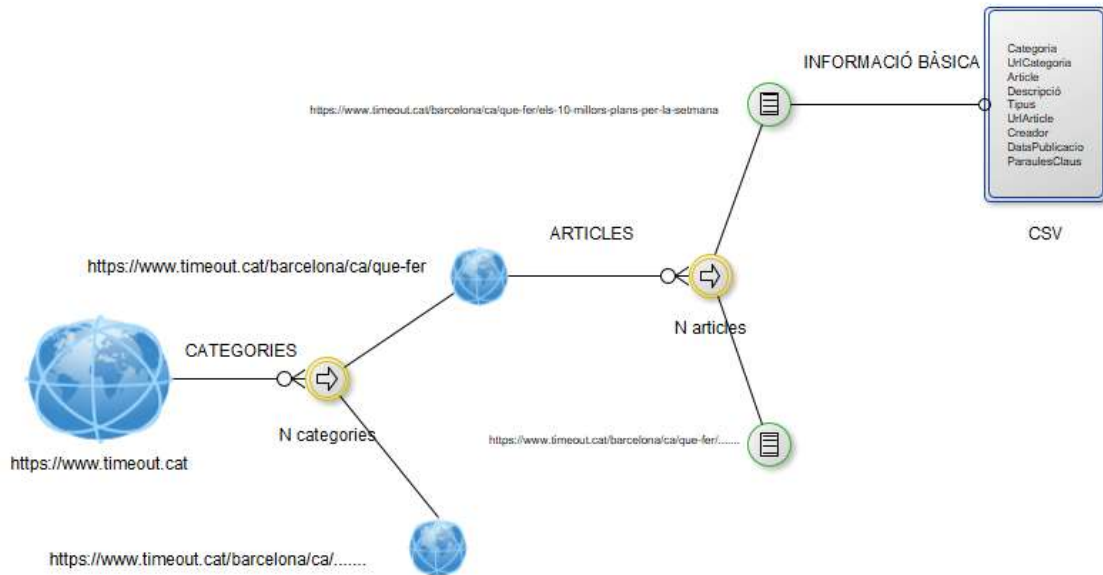 INFORMACIÓ BÀSICA
Categoria
UrlCategoria
Article
Descripció
Tipus
UrlArticle
Creador
DataPublicacio
ParaulesClaus
CSV
https://www.timeout.cat/barcelona/ca/que-fer/els-10-millors-plans-per-la-setmana
ARTICLES
https://www.timeout.cat/barcelona/ca/que-fer
N articles
CATEGORIES
N categories
https://www.timeout.cat/barcelona/ca/que-fer/.......
https://www.timeout.cat
https://www.timeout.cat/barcelona/ca/.......